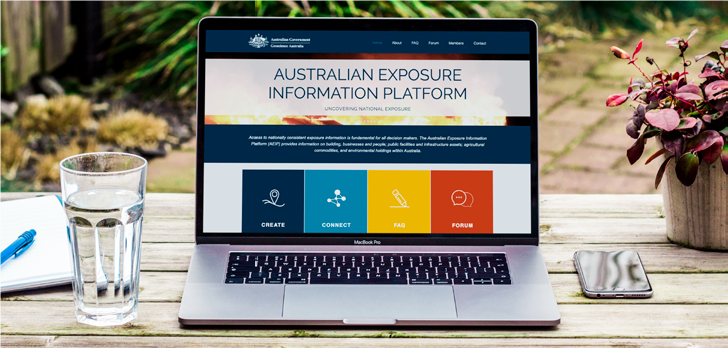 Australian Government
Geoscience Australia
Home About FAQ Forum Members Contact
AUSTRALIAN EXPOSURE
INFORMATION PLATFORM
UNCOVERING NATIONAL EXPOSURE
Access to nationally consistent exposure information is fundamental for all decision makers. The Australian Exposure Information
Platform (AEIP) provides information on building, businesses and people; public facilities and infrastructure assets; agricultural
commodities, and environmental holdings within Australia.
CREATE CONNECT FAQ FORUM
MacBook Pro